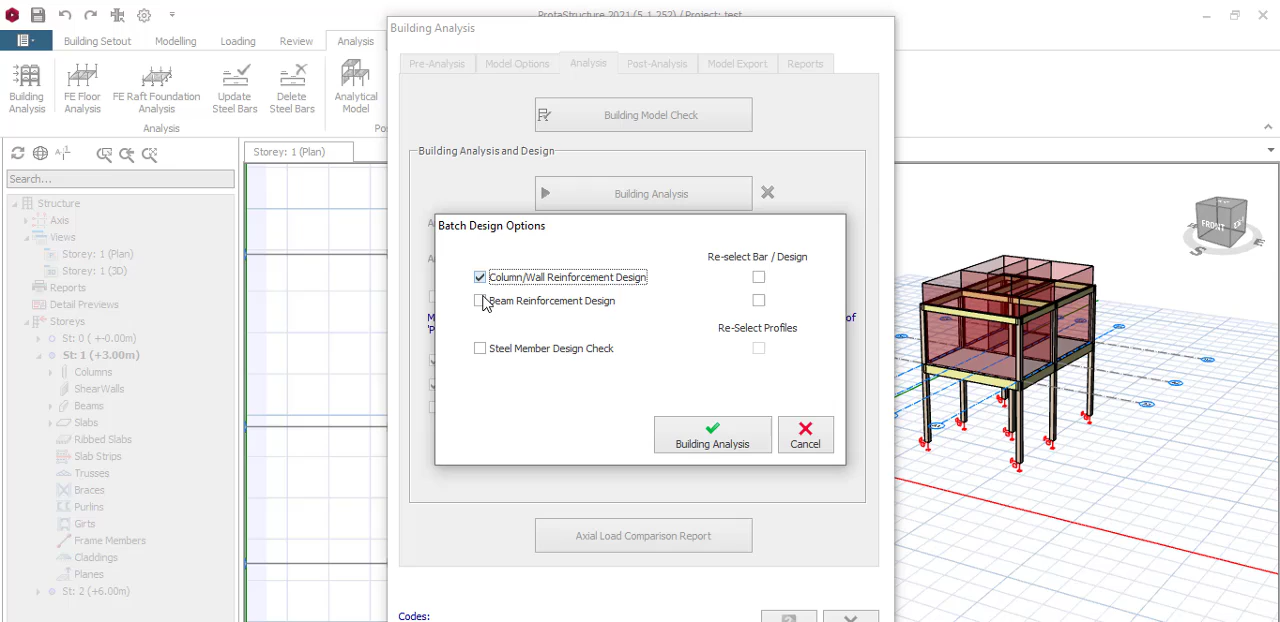 ProtaStructure 2021 (5.1.252) / Project: test
Building Setout Modelling Loading Review Analysis
Building Analysis
FE Floor Analysis
FE Raft Foundation Analysis
Update Steel Bars
Delete Steel Bars
Analytical Model
Analysis
Search...
Structure
Axis
Views
Storey: 1 (Plan)
Storey: 1 (3D)
Reports
Detail Previews
Storeys
St: 0 ( +-0.00m)
St: 1 (+3.00m)
Columns
ShearWalls
Beams
Slabs
Ribbed Slabs
Slab Strips
Trusses
Braces
Purlins
Girts
Frame Members
Claddings
Planes
St: 2 (+6.00m)
Storey: 1 (Plan)
Building Analysis
Pre-Analysis Model Options Analysis Post-Analysis Model Export Reports
Building Model Check
Building Analysis and Design
Building Analysis
of
Batch Design Options
Re-select Bar / Design
Column/Wall Reinforcement Design
Beam Reinforcement Design
Re-Select Profiles
Steel Member Design Check
Building Analysis Cancel
Axial Load Comparison Report
Codes:
FRONT
S
E